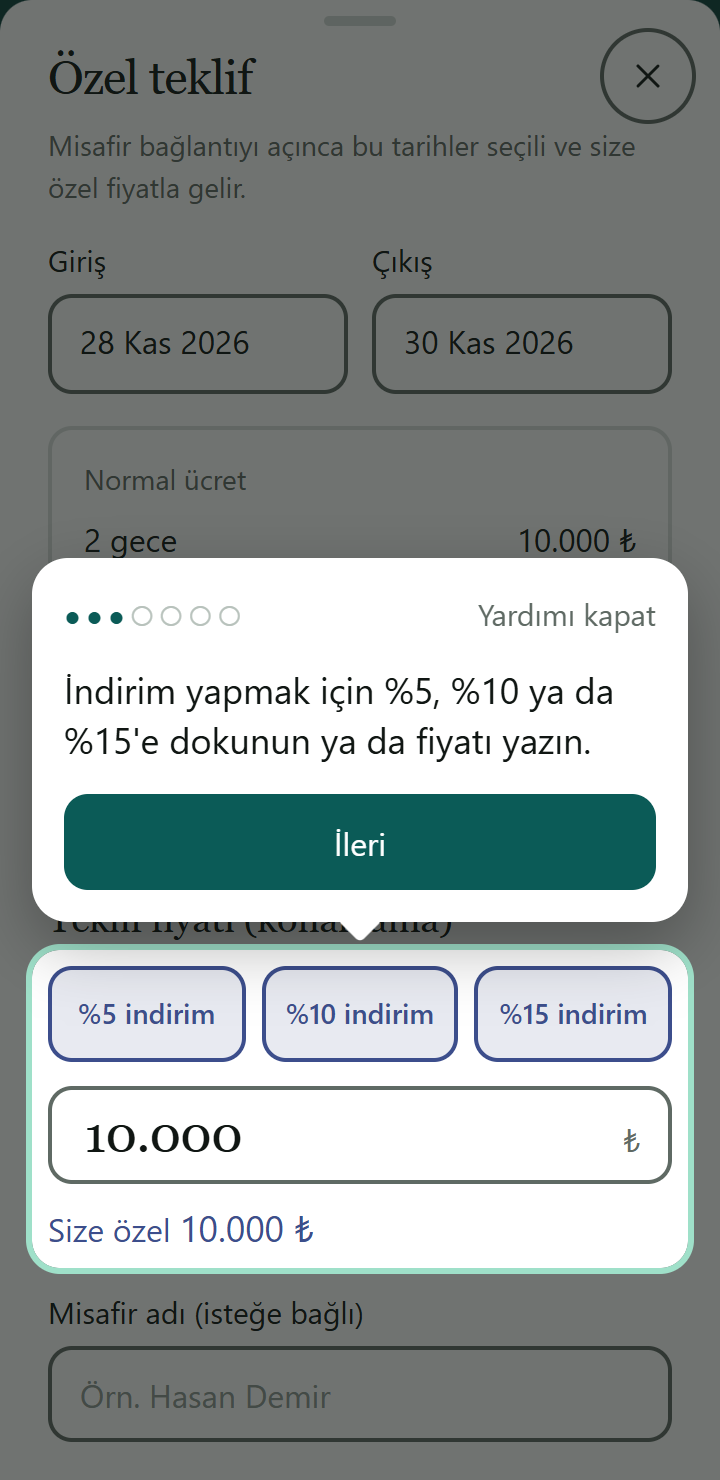 Özel teklif
Misafir bağlantıyı açınca bu tarihler seçili ve size
özel fiyatla gelir.
Giriş
Çıkış
28 Kas 2026
30 Kas 2026
Normal ücret
2 gece
10.000 ₺
Yardımı kapat
İndirim yapmak için %5, %10 ya da
%15'e dokunun ya da fiyatı yazın.
İleri
Teklif fiyatı
%5 indirim
%10 indirim
%15 indirim
10.000
₺
Size özel 10.000 ₺
Misafir adı (isteğe bağlı)
Örn. Hasan Demir